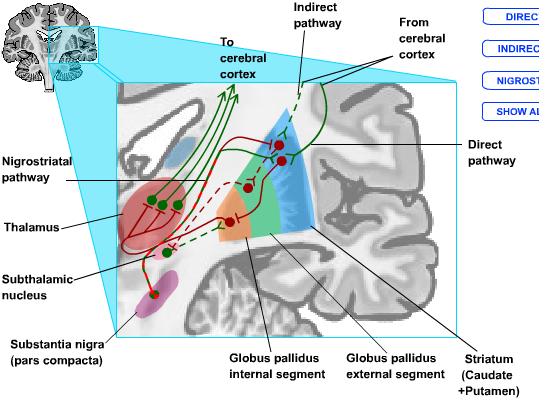 Indirect
pathway
From
cerebral
cortex
To
cerebral
cortex
DIREC
INDIREC
NIGROST
SHOW AL
Direct
pathway
Nigrostriatal
pathway
Thalamus
Subthalamic
nucleus
Substantia nigra
(pars compacta)
Globus pallidus
internal segment
Globus pallidus
external segment
Striatum
(Caudate
+Putamen)